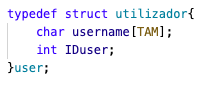 typedef struct utilizador{
    char username[TAM];
    int IDuser;
}user;